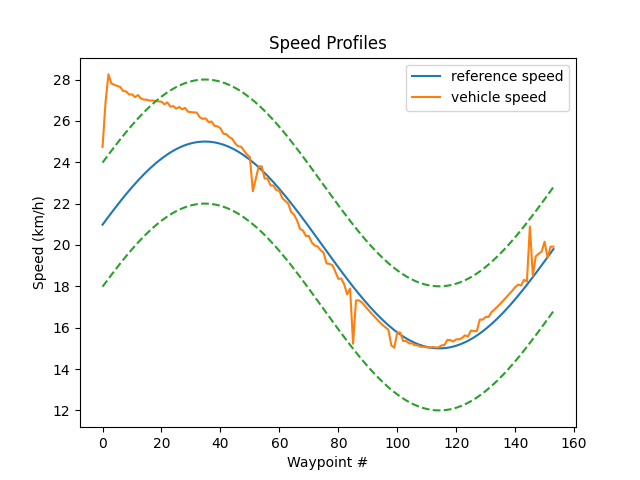 Speed Profiles
reference speed
vehicle speed
28
26
24
22
20
18
16
14
12
Speed (km/h)
0 20 40 60 80 100 120 140 160
Waypoint #